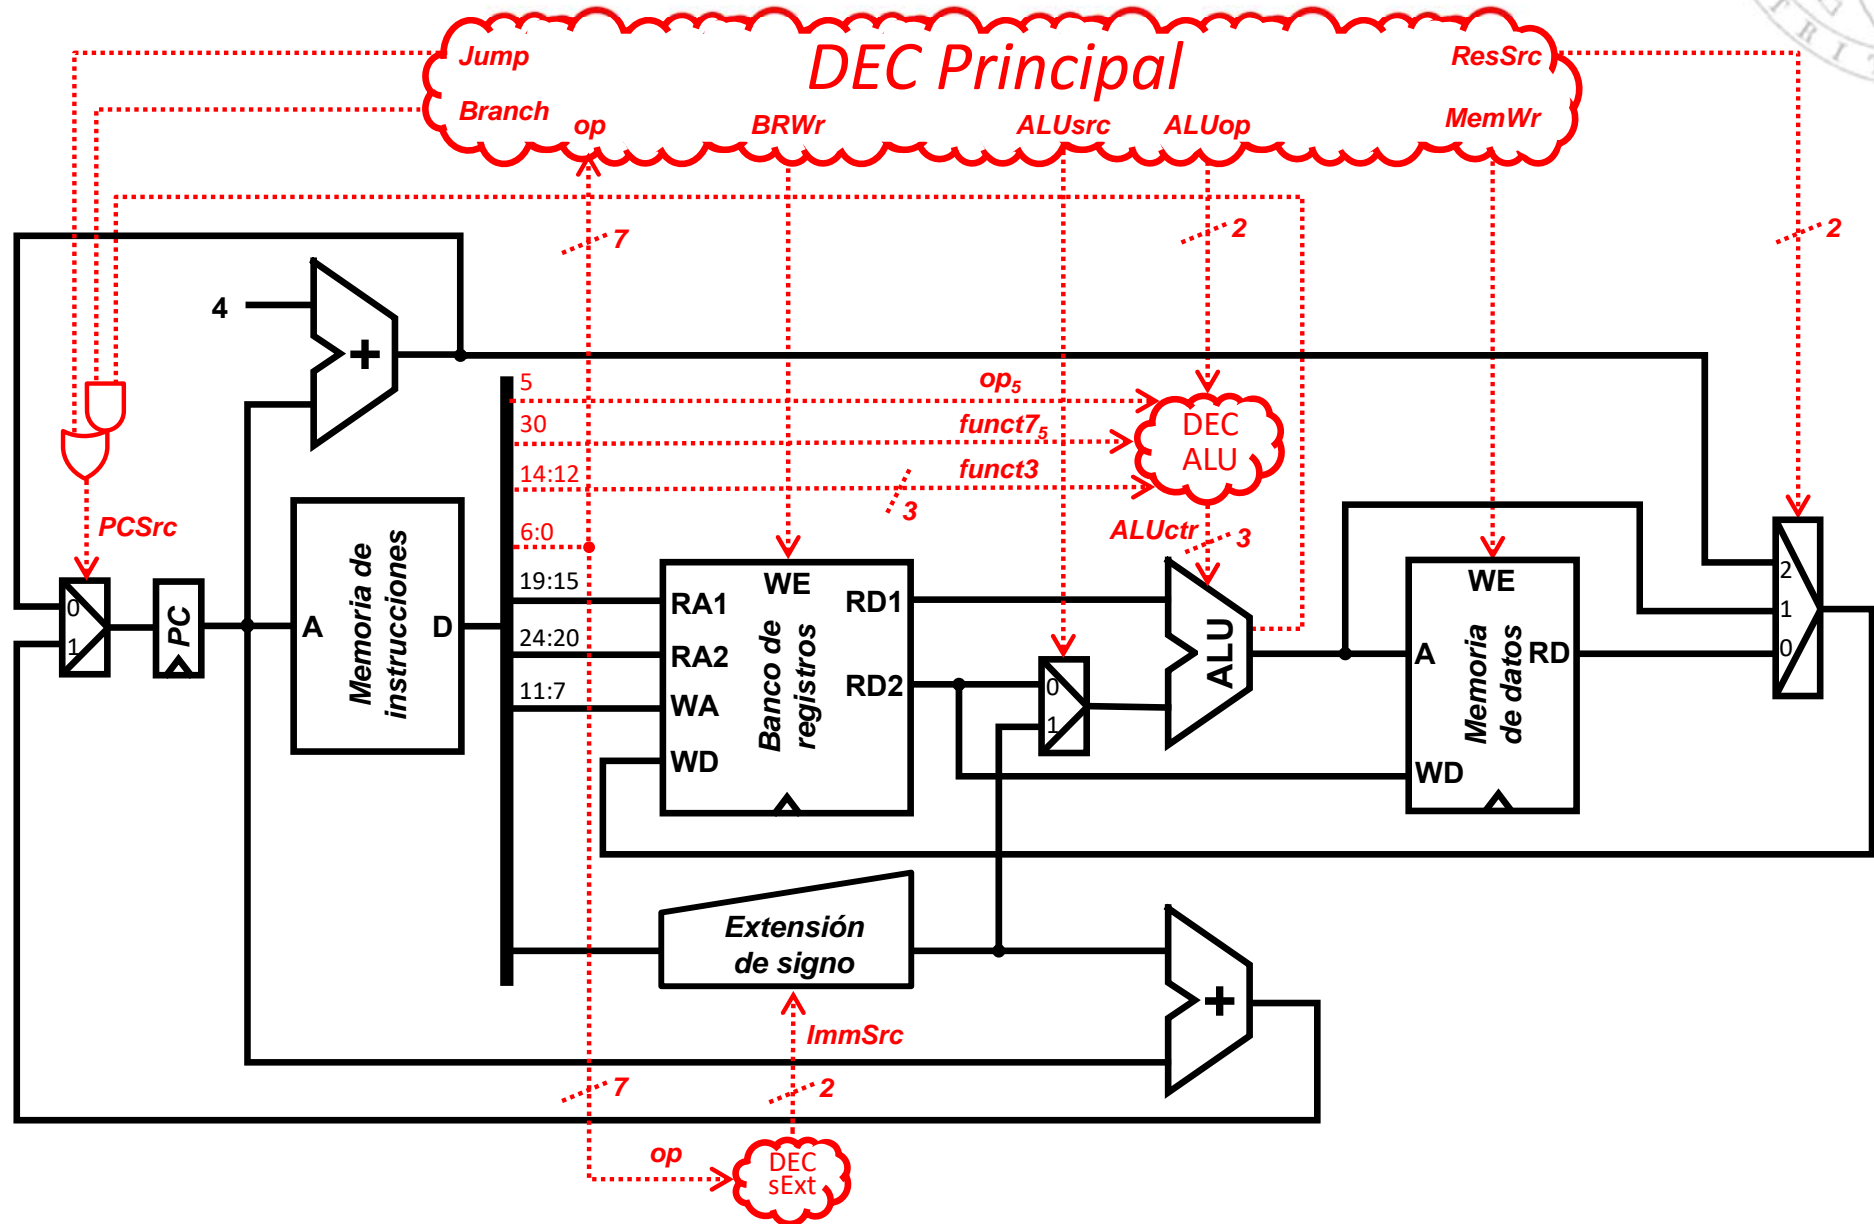 DEC Principal
Jump
ResSrc
Branch
op
BRWr
ALUsrc
ALUop
MemWr
7
2
2
4
+
5
op5
30
funct75
14:12
funct3
3
6:0
DEC
ALU
ALUctr
3
PCSrc
0
1
PC
A
Memoria de
instrucciones
D
19:15
24:20
11:7
RA1
RA2
WA
WD
WE
RD1
RD2
Banco de
registros
0
1
ALU
A
WE
Memoria
de datos
RD
WD
2
1
0
Extensión
de signo
+
ImmSrc
7
2
op
DEC
sExt
T R I T